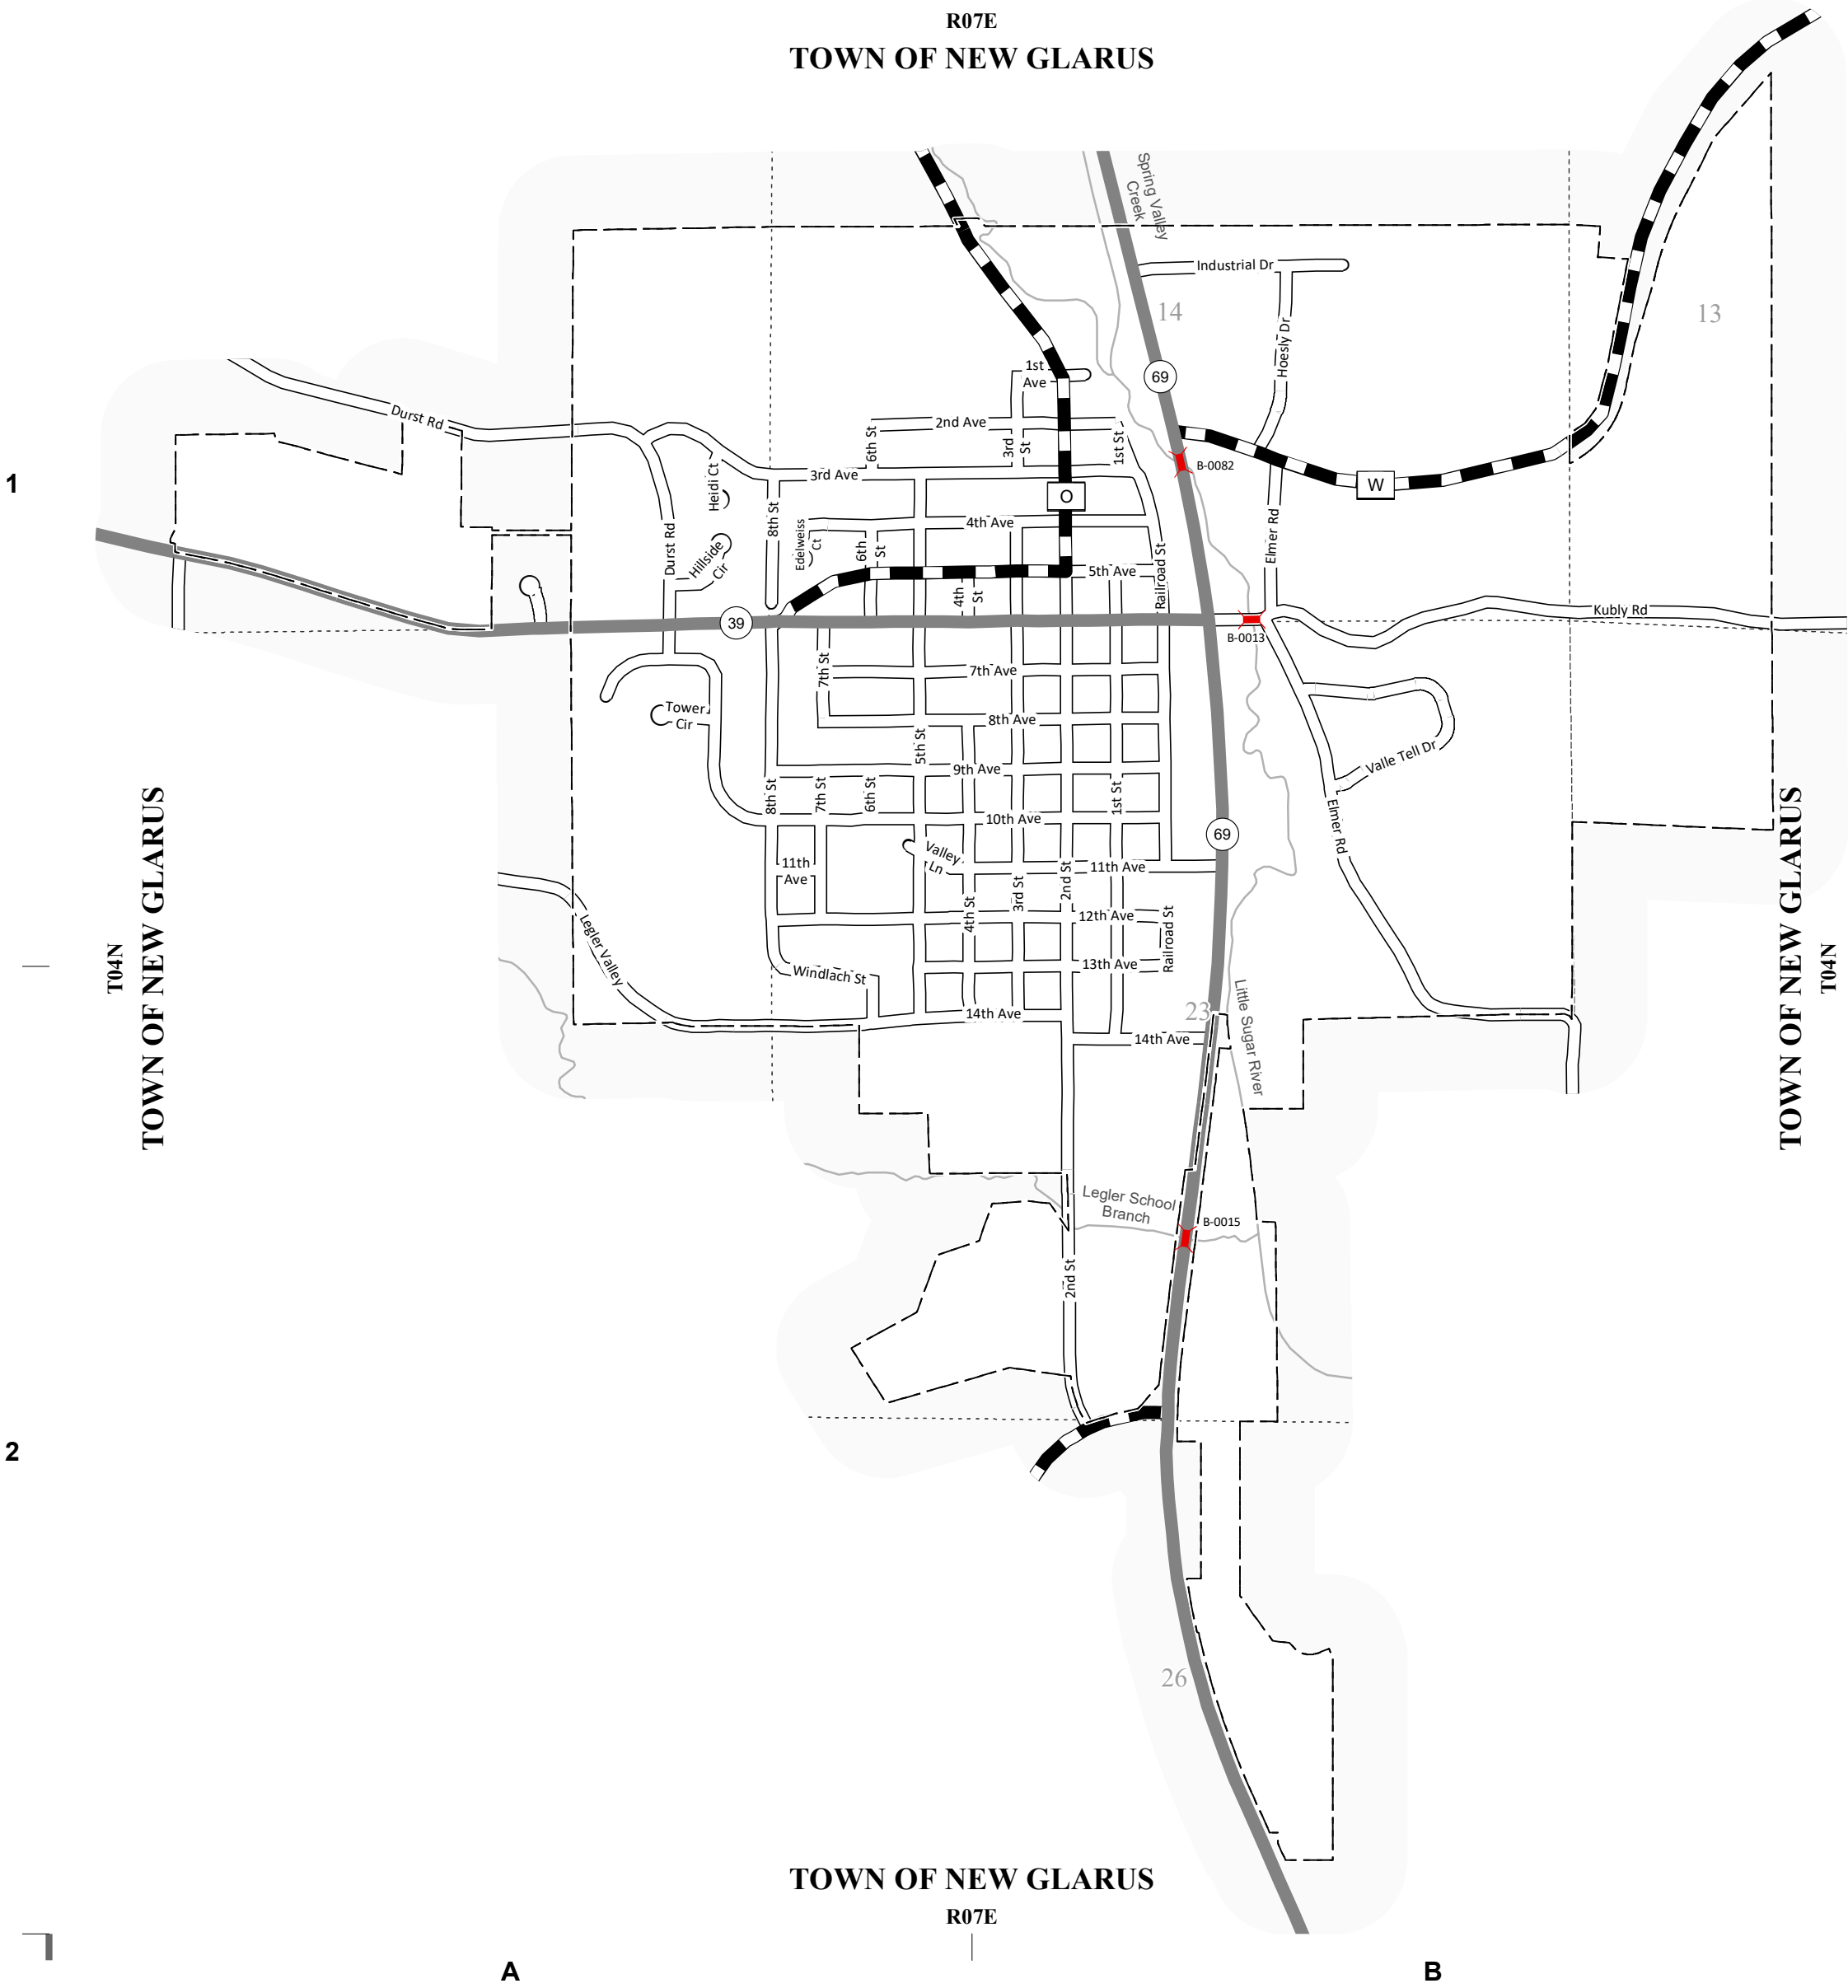 R07E
TOWN OF NEW GLARUS
Spring Valley
Creek
Industrial Dr
14
13
Hoesly Dr
69
1st
Ave
Durst Rd
2nd Ave
6th St
3rd
St
1st St
B-0082
3rd Ave
W
1
Heidi Ct
O
8th St
4th Ave
Edelweiss
Ct
6th
St
Durst Rd
Hillside
Cir
Elmer Rd
Railroad St
5th Ave
4th
St
39
Kubly Rd
B-0013
7th St
7th Ave
Tower
Cir
8th Ave
5th St
Valle Tell Dr
9th Ave
8th St
7th St
6th St
1st St
10th Ave
Elmer Rd
69
Valley
Ln
11th
Ave
11th Ave
2nd St
3rd St
4th St
12th Ave
Railroad St
Legler Valley
13th Ave
Windlach St
TOWN OF NEW GLARUS
T04N
TOWN OF NEW GLARUS
T04N
14th Ave
23
Little Sugar River
14th Ave
Legler School
Branch
B-0015
2nd St
2
26
TOWN OF NEW GLARUS
R07E
A
B